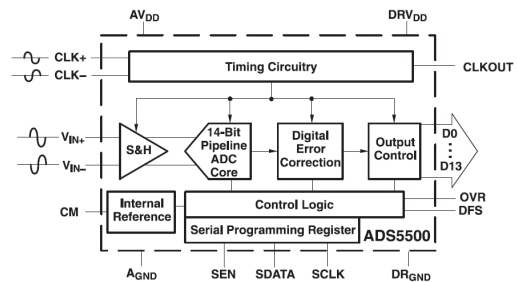 AVDD
DRVDD
CLK+
CLK−
Timing Circuitry
CLKOUT
VIN+
VIN−
S&H
14-Bit
Pipeline
ADC
Core
Digital
Error
Correction
Output
Control
D0
D13
CM
Internal
Reference
Control Logic
OVR
DFS
Serial Programming Register
ADS5500
AGND
SEN
SDATA
SCLK
DRGND